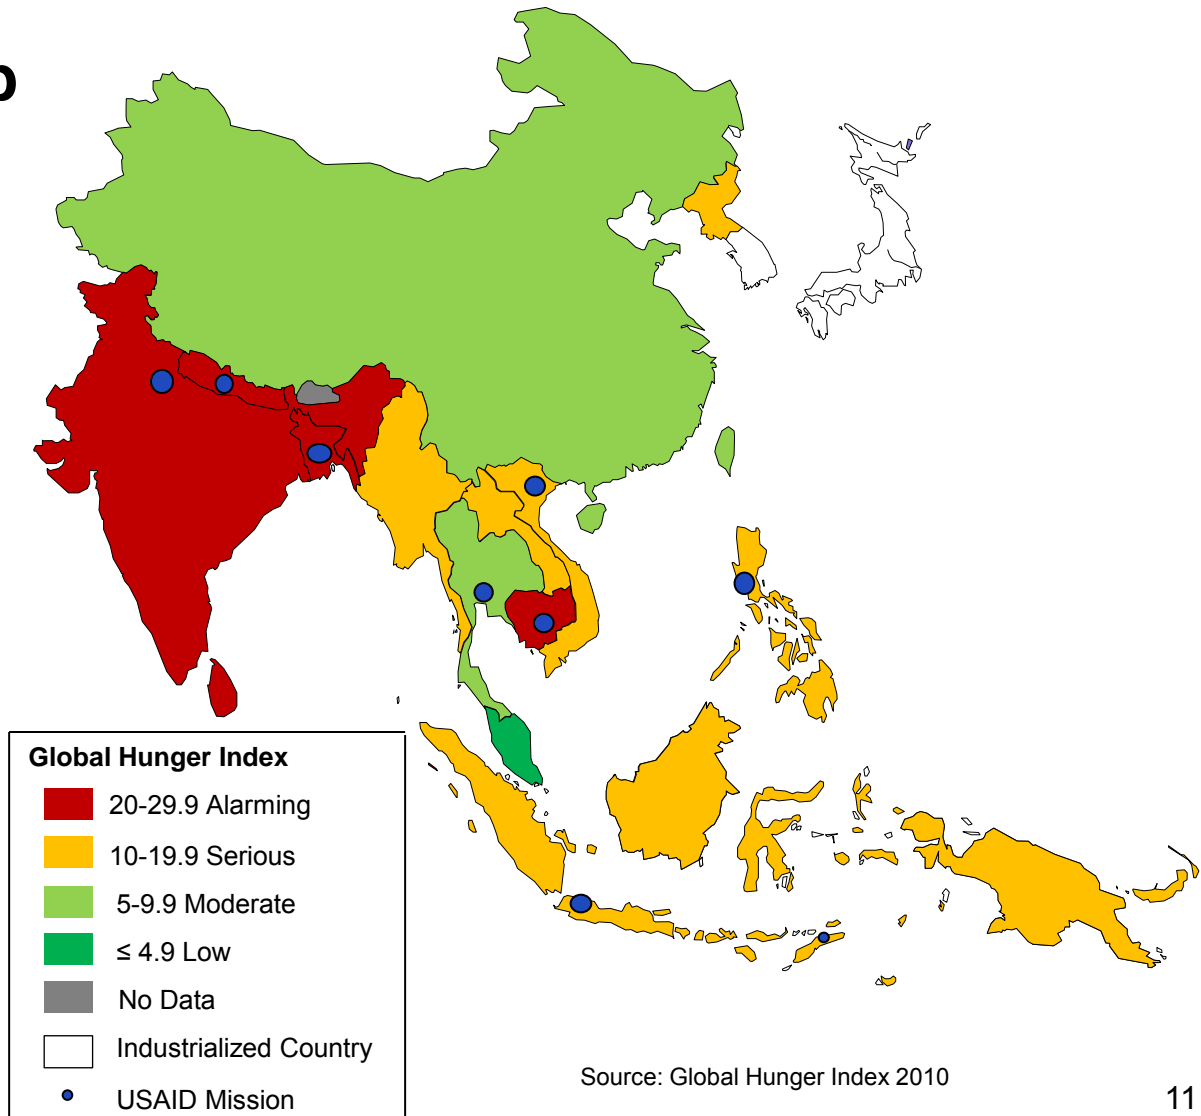 Global Hunger Index
20-29.9 Alarming
10-19.9 Serious
5-9.9 Moderate
≤ 4.9 Low
No Data
Industrialized Country
USAID Mission
Source: Global Hunger Index 2010
11